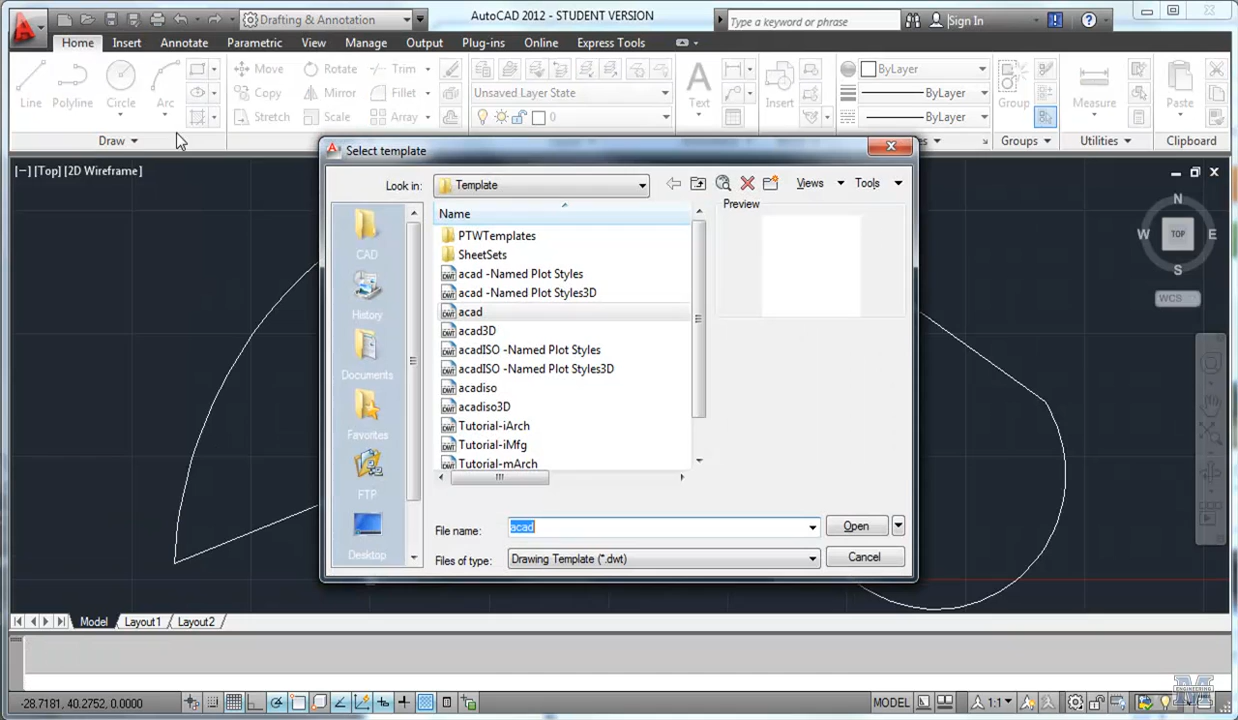 Drafting & Annotation
AutoCAD 2012 - STUDENT VERSION
Type a keyword or phrase
Sign In
Home Insert Annotate Parametric View Manage Output Plug-ins Online Express Tools
Line Polyline Circle Arc
Move Rotate Trim
Copy Mirror Fillet
Stretch Scale Array
Unsaved Layer State
0
Text
Insert
ByLayer
ByLayer
ByLayer
Group
Measure
Paste
Draw
Groups
Utilities
Clipboard
[−] [Top] [2D Wireframe]
Select template
Look in: Template
Views Tools
Name
PTWTemplates
SheetSets
acad -Named Plot Styles
acad -Named Plot Styles3D
acad
acad3D
acadISO -Named Plot Styles
acadISO -Named Plot Styles3D
acadiso
acadiso3D
Tutorial-iArch
Tutorial-iMfg
Tutorial-mArch
Preview
CAD
History
Documents
Favorites
FTP
Desktop
File name: acad
Open
Files of type: Drawing Template (*.dwt)
Cancel
N
W TOP E
S
WCS
Model Layout1 Layout2
-28.7181, 40.2752, 0.0000
MODEL
1:1
M
ENGINEERING